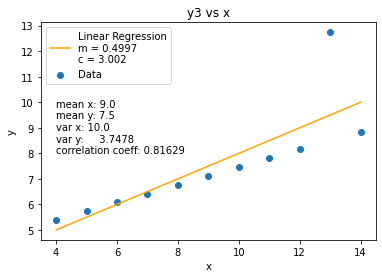 y3 vs x
Linear Regression
m = 0.4997
c = 3.002
Data
mean x: 9.0
mean y: 7.5
var x: 10.0
var y: 3.7478
correlation coeff: 0.81629
y
13
12
11
10
9
8
7
6
5
4 6 8 10 12 14
x